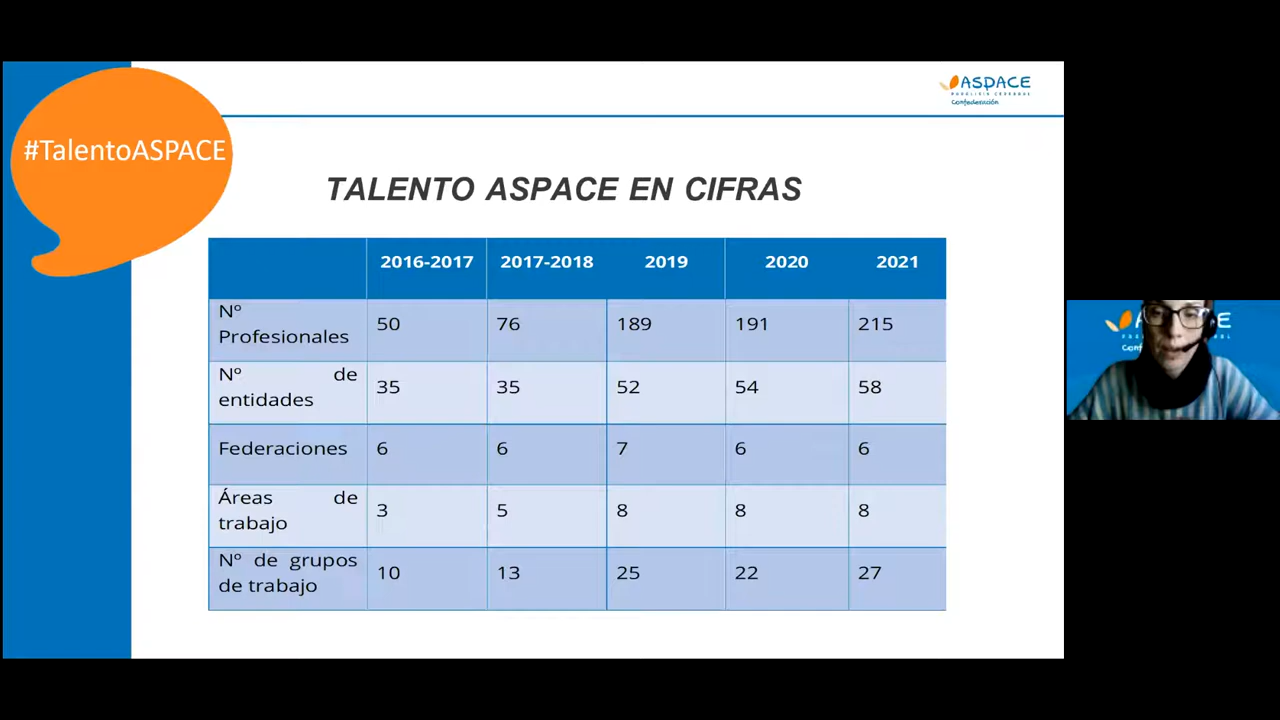 #TalentoASPACE
ASPACE
Confederación
TALENTO ASPACE EN CIFRAS
2016-2017 2017-2018 2019 2020 2021
Nº
Profesionales 50 76 189 191 215
Nº de
entidades 35 35 52 54 58
Federaciones 6 6 7 6 6
Áreas de
trabajo 3 5 8 8 8
Nº de grupos
de trabajo 10 13 25 22 27